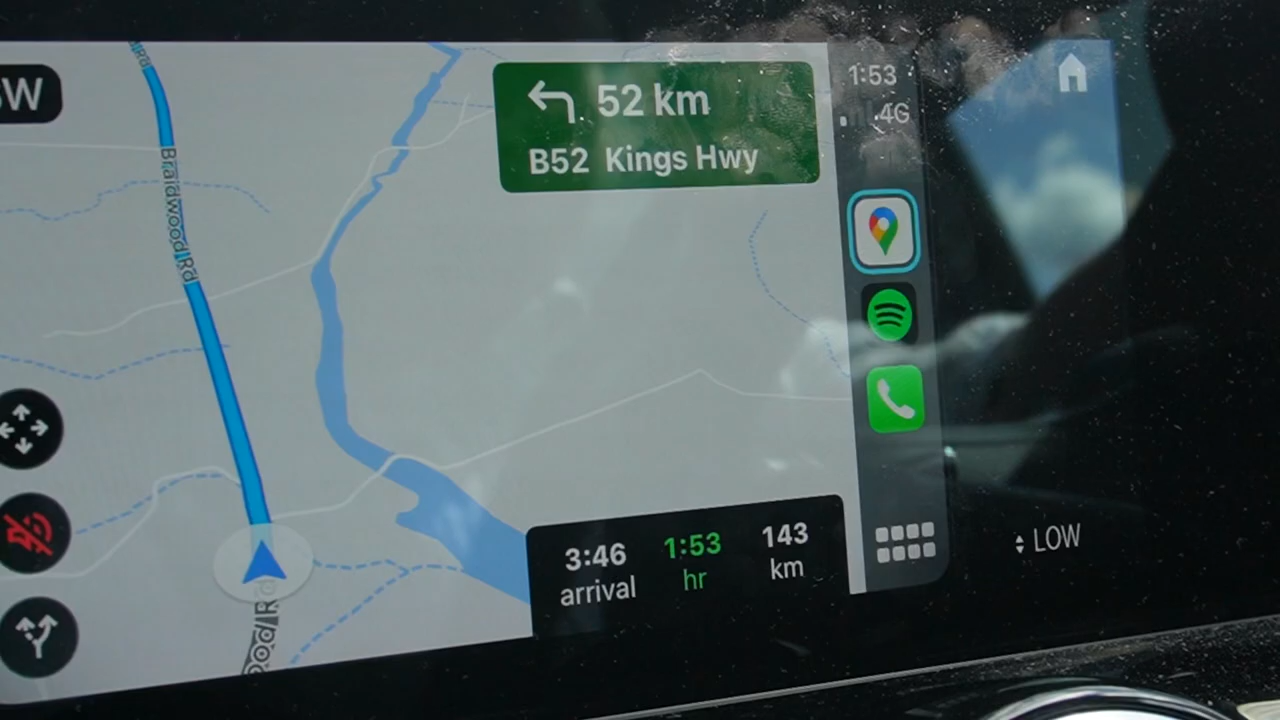 W
Braidwood Rd
52 km
B52 Kings Hwy
1:53
4G
3:46
arrival
1:53
hr
143
km
LOW